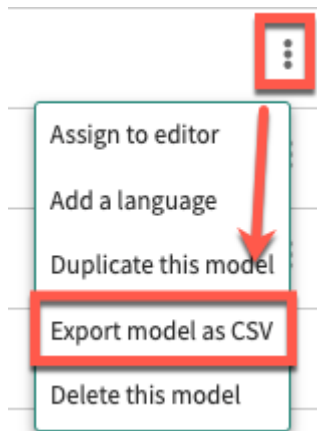 Assign to editor
Add a language
Duplicate this model
Export model as CSV
Delete this model